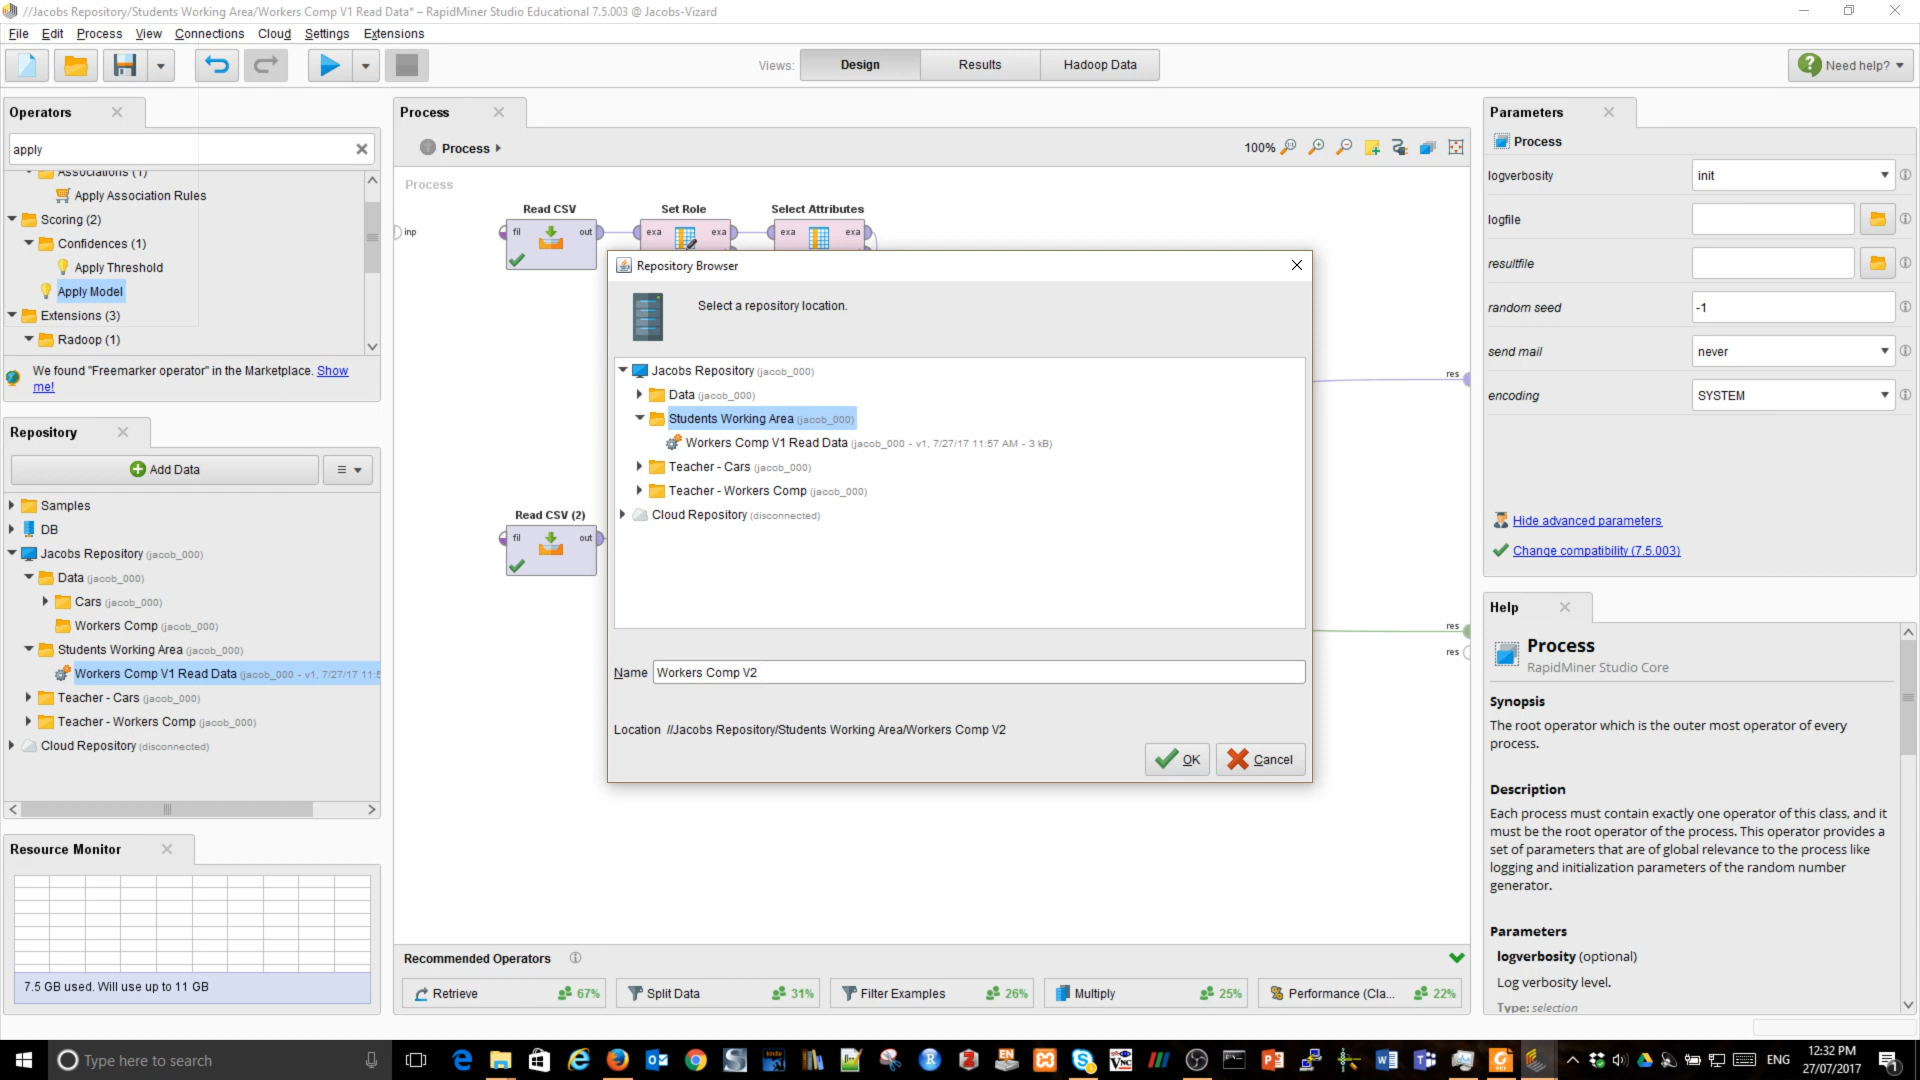 //Jacobs Repository/Students Working Area/Workers Comp V1 Read Data* – RapidMiner Studio Educational 7.5.003 @ Jacobs-Vizard
File Edit Process View Connections Cloud Settings Extensions
Views: Design Results Hadoop Data
Need help?
Operators
apply
Associations (1)
Apply Association Rules
Scoring (2)
Confidences (1)
Apply Threshold
Apply Model
Extensions (3)
Radoop (1)
We found "Freemarker operator" in the Marketplace. Show
me!
Repository
Add Data
Samples
DB
Jacobs Repository (jacob_000)
Data (jacob_000)
Cars (jacob_000)
Workers Comp (jacob_000)
Students Working Area (jacob_000)
Workers Comp V1 Read Data (jacob_000 - v1, 7/27/17 11:5
Teacher - Cars (jacob_000)
Teacher - Workers Comp (jacob_000)
Cloud Repository (disconnected)
Resource Monitor
7.5 GB used. Will use up to 11 GB
Process
Process
100%
Process
inp
Read CSV
fil out
Set Role
exa exa
Select Attributes
exa exa
Read CSV (2)
fil out
res
res
res
Repository Browser
Select a repository location.
Jacobs Repository (jacob_000)
Data (jacob_000)
Students Working Area (jacob_000)
Workers Comp V1 Read Data (jacob_000 - v1, 7/27/17 11:57 AM - 3 kB)
Teacher - Cars (jacob_000)
Teacher - Workers Comp (jacob_000)
Cloud Repository (disconnected)
Name Workers Comp V2
Location //Jacobs Repository/Students Working Area/Workers Comp V2
OK Cancel
Recommended Operators
Retrieve 67% Split Data 31% Filter Examples 26% Multiply 25% Performance (Cla... 22%
Parameters
Process
logverbosity init
logfile
resultfile
random seed -1
send mail never
encoding SYSTEM
Hide advanced parameters
Change compatibility (7.5.003)
Help
Process
RapidMiner Studio Core
Synopsis
The root operator which is the outer most operator of every
process.
Description
Each process must contain exactly one operator of this class, and it
must be the root operator of the process. This operator provides a
set of parameters that are of global relevance to the process like
logging and initialization parameters of the random number
generator.
Parameters
logverbosity (optional)
Log verbosity level.
Type: selection
Type here to search
ENG
12:32 PM
27/07/2017